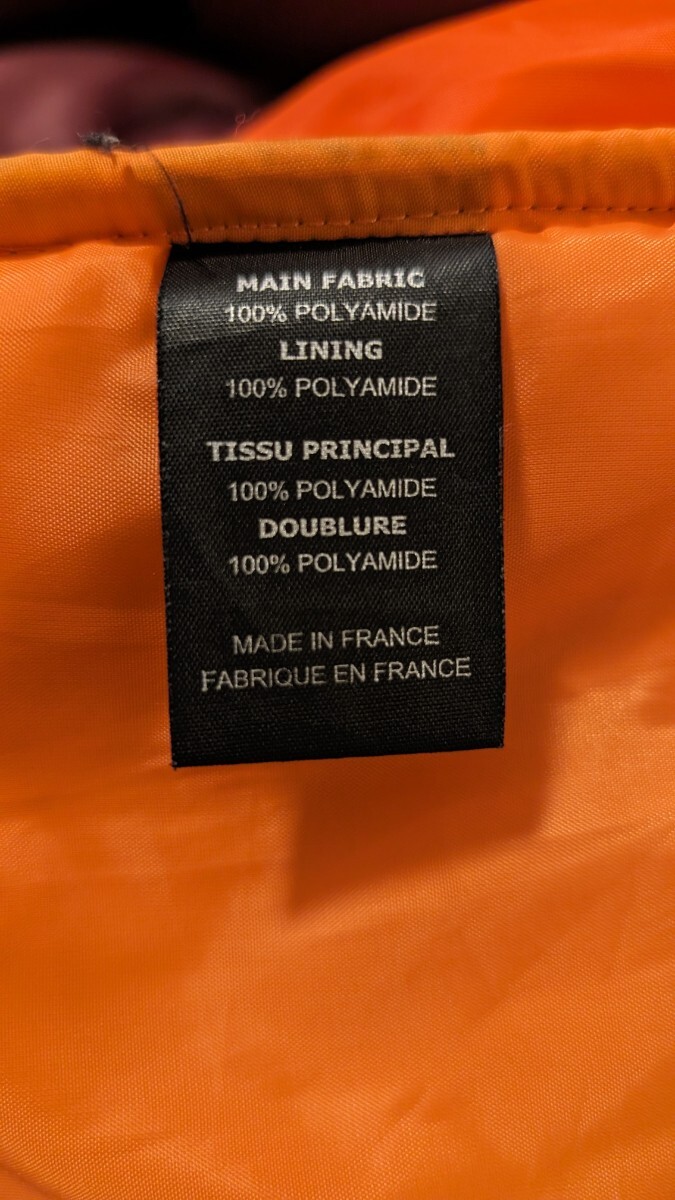 MAIN FABRIC
100% POLYAMIDE
LINING
100% POLYAMIDE
TISSU PRINCIPAL
100% POLYAMIDE
DOUBLURE
100% POLYAMIDE
MADE IN FRANCE
FABRIQUE EN FRANCE